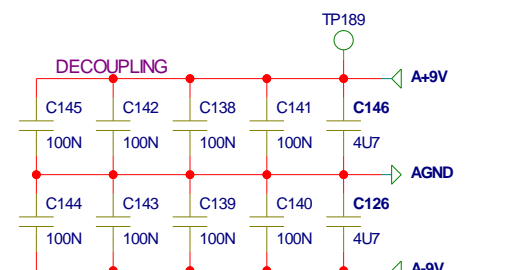 TP189
DECOUPLING
A+9V
C145 C142 C138 C141 C146
100N 100N 100N 100N 4U7
AGND
C144 C143 C139 C140 C126
100N 100N 100N 100N 4U7
A-9V